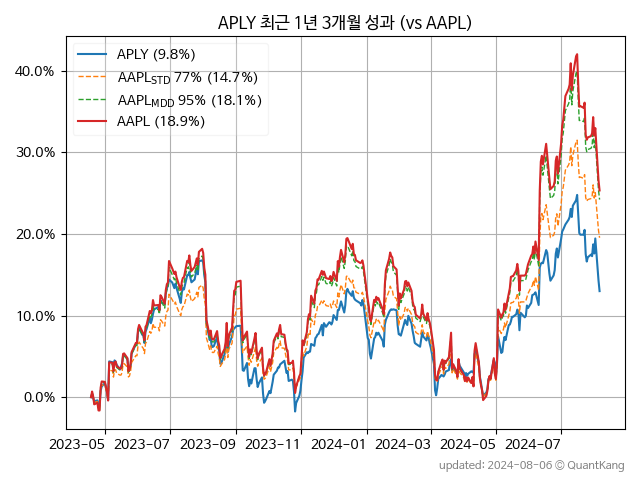 APLY 최근 1년 3개월 성과 (vs AAPL)
APLY (9.8%)
AAPLSTD 77% (14.7%)
AAPLMDD 95% (18.1%)
AAPL (18.9%)
40.0%
30.0%
20.0%
10.0%
0.0%
2023-05 2023-07 2023-09 2023-11 2024-01 2024-03 2024-05 2024-07
updated: 2024-08-06 © QuantKang